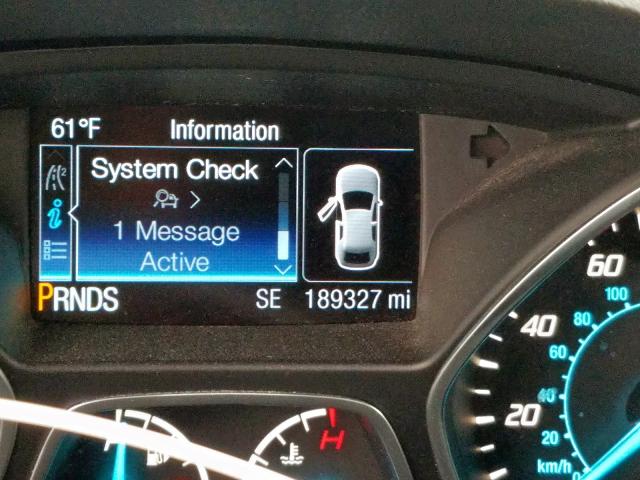 61°F Information
System Check
1 Message
Active
PRNDS SE 189327 mi
60
100
40
80
60
40
20
20
km/h 0
H